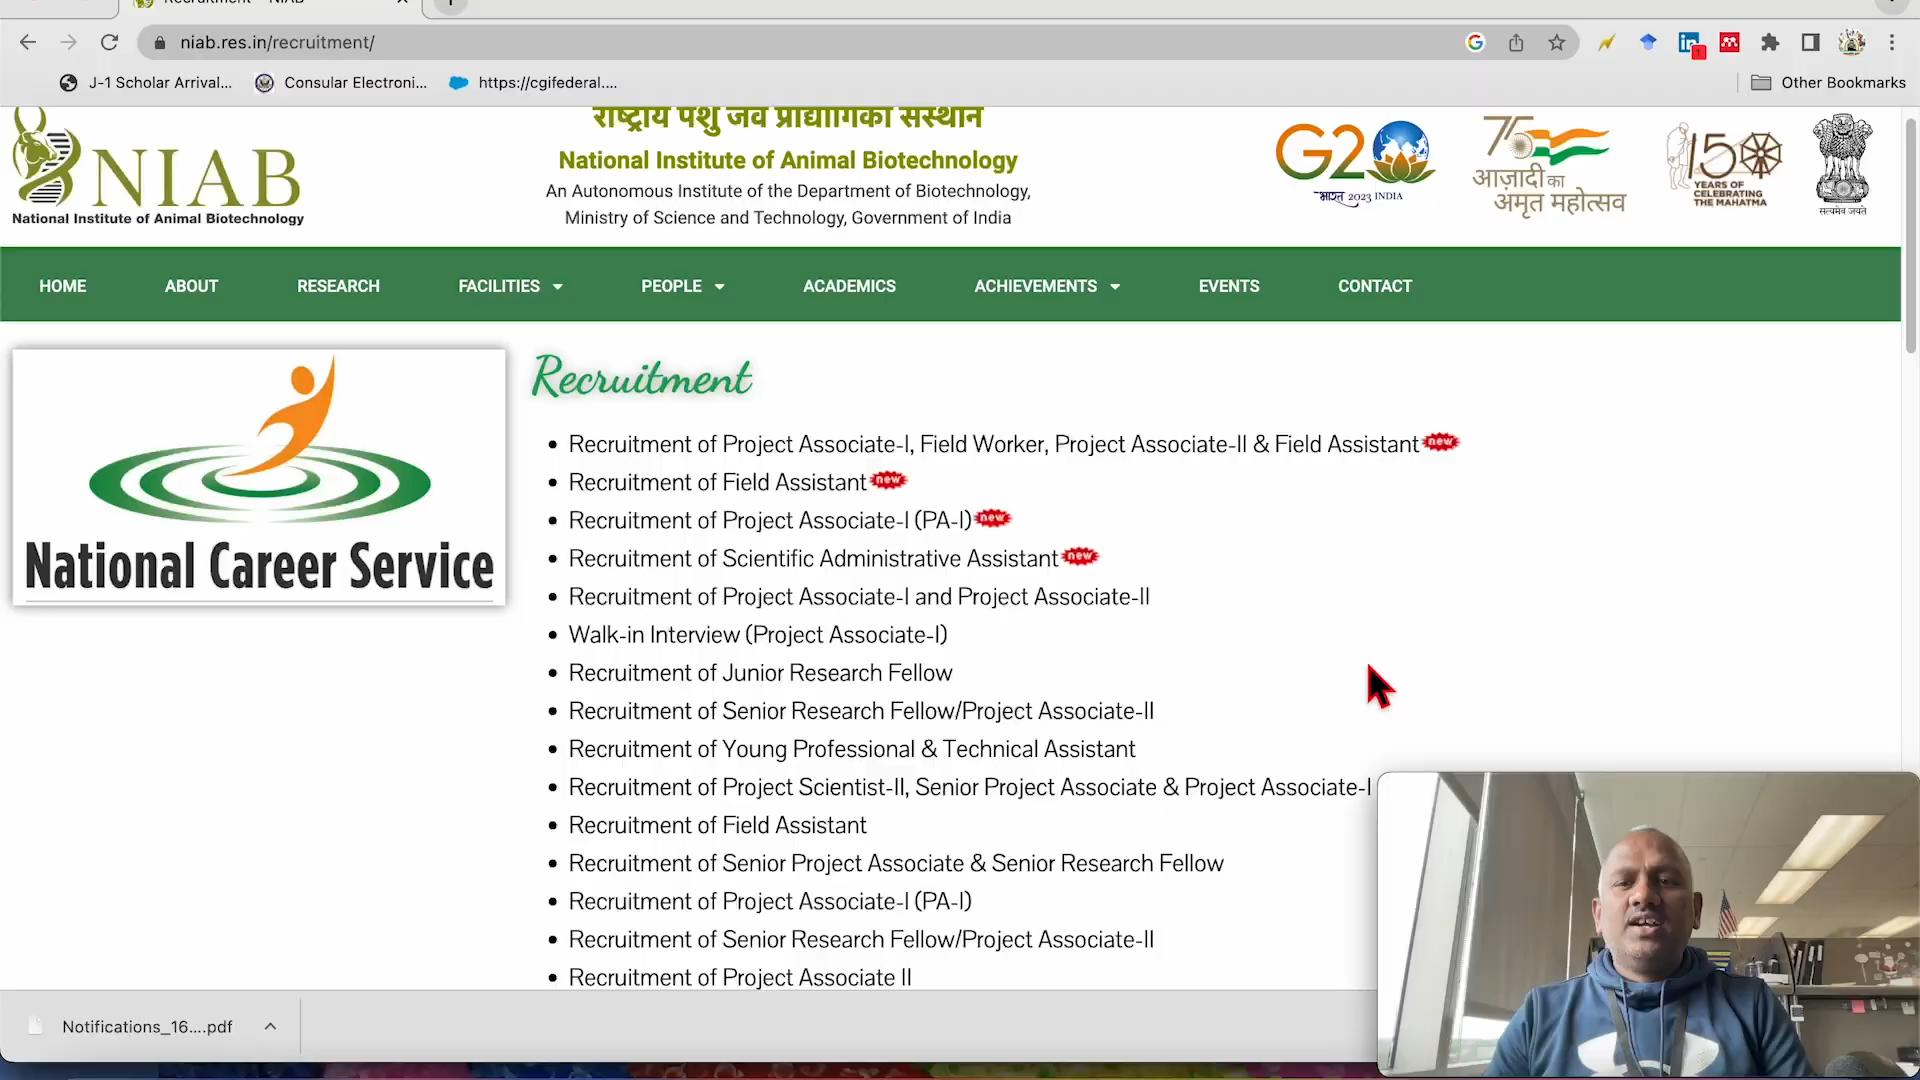 Recruitment - NIAB
niab.res.in/recruitment/
J-1 Scholar Arrival...
Consular Electroni...
https://cgifederal....
Other Bookmarks
NIAB
National Institute of Animal Biotechnology
राष्ट्रीय पशु जैव प्रौद्योगिकी संस्थान
National Institute of Animal Biotechnology
An Autonomous Institute of the Department of Biotechnology,
Ministry of Science and Technology, Government of India
G20
भारत 2023 INDIA
75
आज़ादी का
अमृत महोत्सव
150
YEARS OF
CELEBRATING
THE MAHATMA
सत्यमेव जयते
HOME
ABOUT
RESEARCH
FACILITIES
PEOPLE
ACADEMICS
ACHIEVEMENTS
EVENTS
CONTACT
National Career Service
Recruitment
Recruitment of Project Associate-I, Field Worker, Project Associate-II & Field Assistant new
Recruitment of Field Assistant new
Recruitment of Project Associate-I (PA-I) new
Recruitment of Scientific Administrative Assistant new
Recruitment of Project Associate-I and Project Associate-II
Walk-in Interview (Project Associate-I)
Recruitment of Junior Research Fellow
Recruitment of Senior Research Fellow/Project Associate-II
Recruitment of Young Professional & Technical Assistant
Recruitment of Project Scientist-II, Senior Project Associate & Project Associate-I
Recruitment of Field Assistant
Recruitment of Senior Project Associate & Senior Research Fellow
Recruitment of Project Associate-I (PA-I)
Recruitment of Senior Research Fellow/Project Associate-II
Recruitment of Project Associate II
Notifications_16....pdf